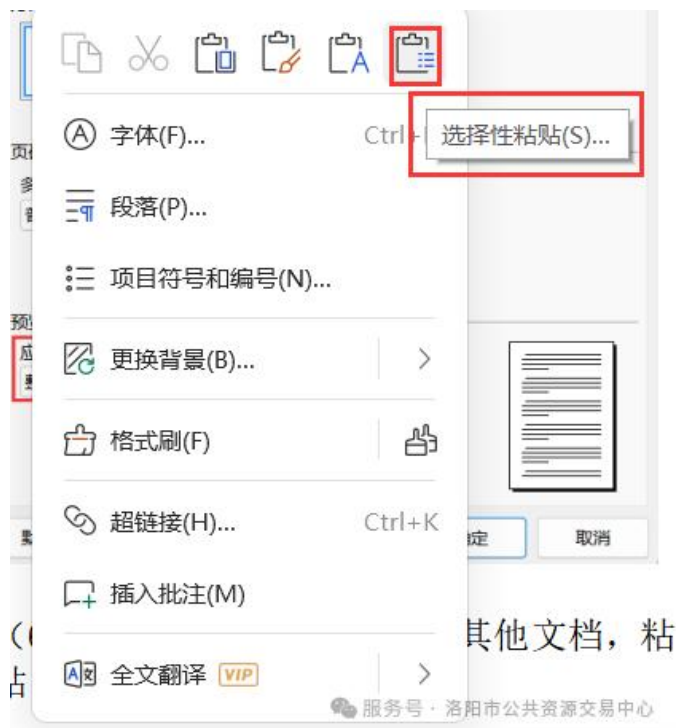 字体(F)...
Ctrl+
选择性粘贴(S)...
段落(P)...
项目符号和编号(N)...
更换背景(B)...
格式刷(F)
超链接(H)... Ctrl+K
取消
插入批注(M)
其他文档，粘
全文翻译 VIP
服务号 · 洛阳市公共资源交易中心